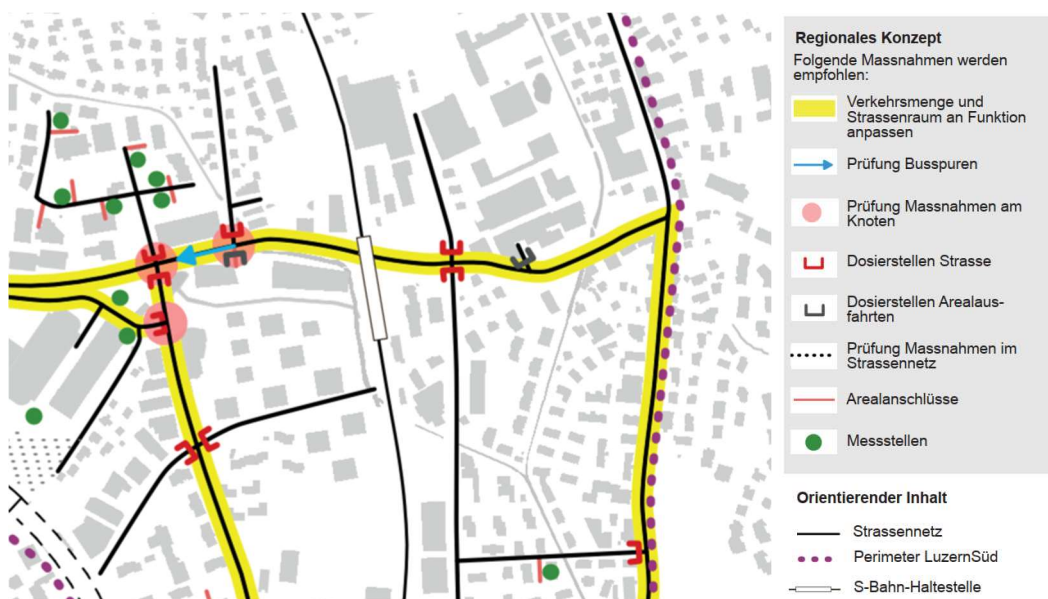 Regionales Konzept
Folgende Massnahmen werden
empfohlen:
Verkehrsmenge und
Strassenraum an Funktion
anpassen
Prüfung Busspuren
Prüfung Massnahmen am
Knoten
Dosierstellen Strasse
Dosierstellen Arealaus-
fahrten
Prüfung Massnahmen im
Strassennetz
Arealanschlüsse
Messstellen
Orientierender Inhalt
Strassennetz
Perimeter LuzernSüd
S-Bahn-Haltestelle